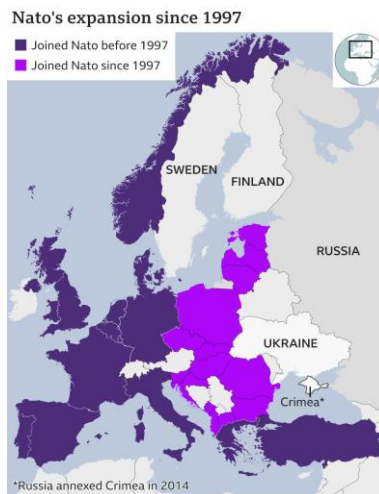 Nato's expansion since 1997
Joined Nato before 1997
Joined Nato since 1997
SWEDEN
FINLAND
RUSSIA
UKRAINE
Crimea*
*Russia annexed Crimea in 2014